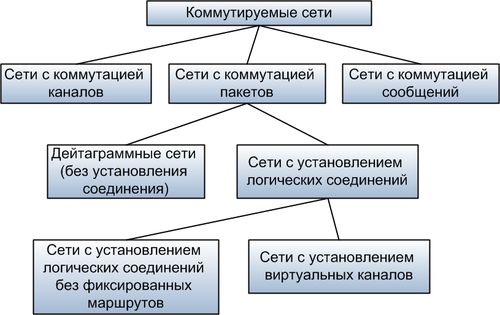 Коммутируемые сети
Сети с коммутацией
каналов
Сети с коммутацией
пакетов
Сети с коммутацией
сообщений
Дейтаграммные сети
(без установления
соединения)
Сети с установлением
логических соединений
Сети с установлением
логических соединений
без фиксированных
маршрутов
Сети с установлением
виртуальных каналов